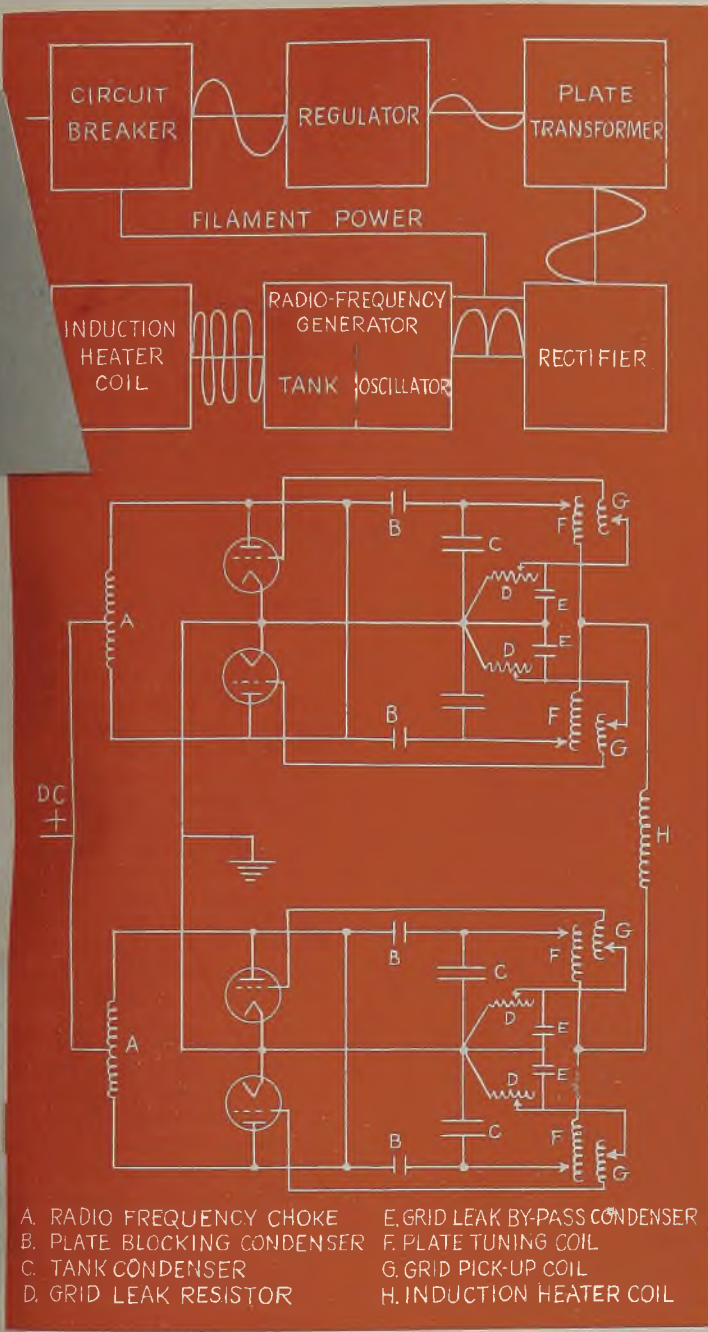 CIRCUIT
BREAKER
REGULATOR
PLATE
TRANSFORMER
FILAMENT POWER
INDUCTION
HEATER
COIL
RADIO-FREQUENCY
GENERATOR
TANK
OSCILLATOR
RECTIFIER
B
C
F
G
D
E
A
D
E
B
F
G
DC
+
H
B
C
F
G
D
E
A
D
E
B
C
F
G
A. RADIO FREQUENCY CHOKE
B. PLATE BLOCKING CONDENSER
C. TANK CONDENSER
D. GRID LEAK RESISTOR
E. GRID LEAK BY-PASS CONDENSER
F. PLATE TUNING COIL
G. GRID PICK-UP COIL
H. INDUCTION HEATER COIL